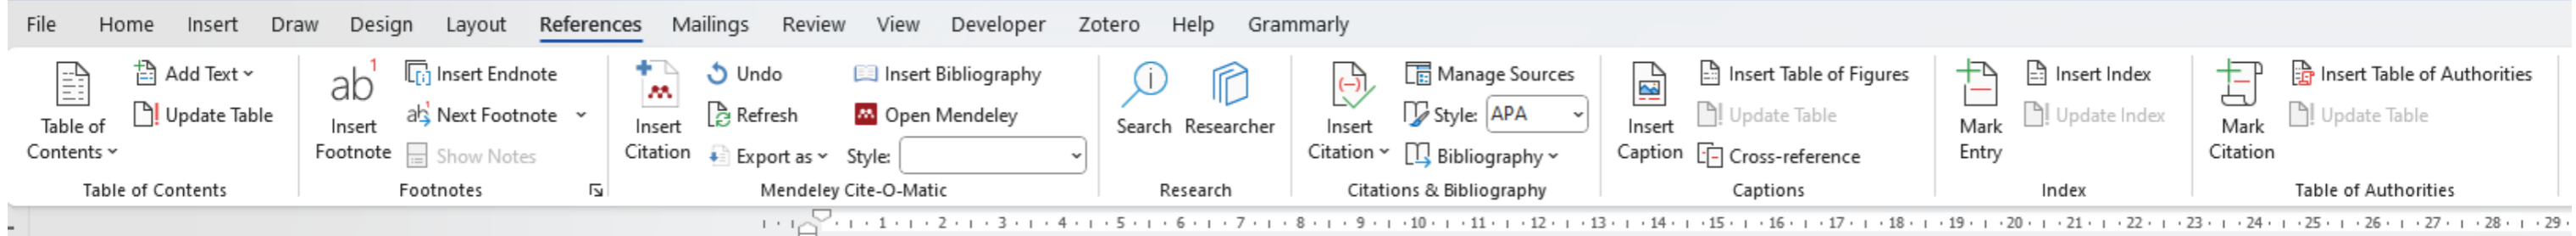 File Home Insert Draw Design Layout References Mailings Review View Developer Zotero Help Grammarly
Table of Contents
Add Text
Update Table
Table of Contents
ab1
Insert Footnote
Insert Endnote
ab1 Next Footnote
Show Notes
Footnotes
Insert Citation
Undo
Refresh
Export as
Insert Bibliography
Open Mendeley
Style:
Mendeley Cite-O-Matic
Search
Researcher
Research
Insert Citation
Manage Sources
Style: APA
Bibliography
Citations & Bibliography
Insert Caption
Insert Table of Figures
Update Table
Cross-reference
Captions
Mark Entry
Insert Index
Update Index
Index
Mark Citation
Insert Table of Authorities
Update Table
Table of Authorities
1 2 3 4 5 6 7 8 9 10 11 12 13 14 15 16 17 18 19 20 21 22 23 24 25 26 27 28 29